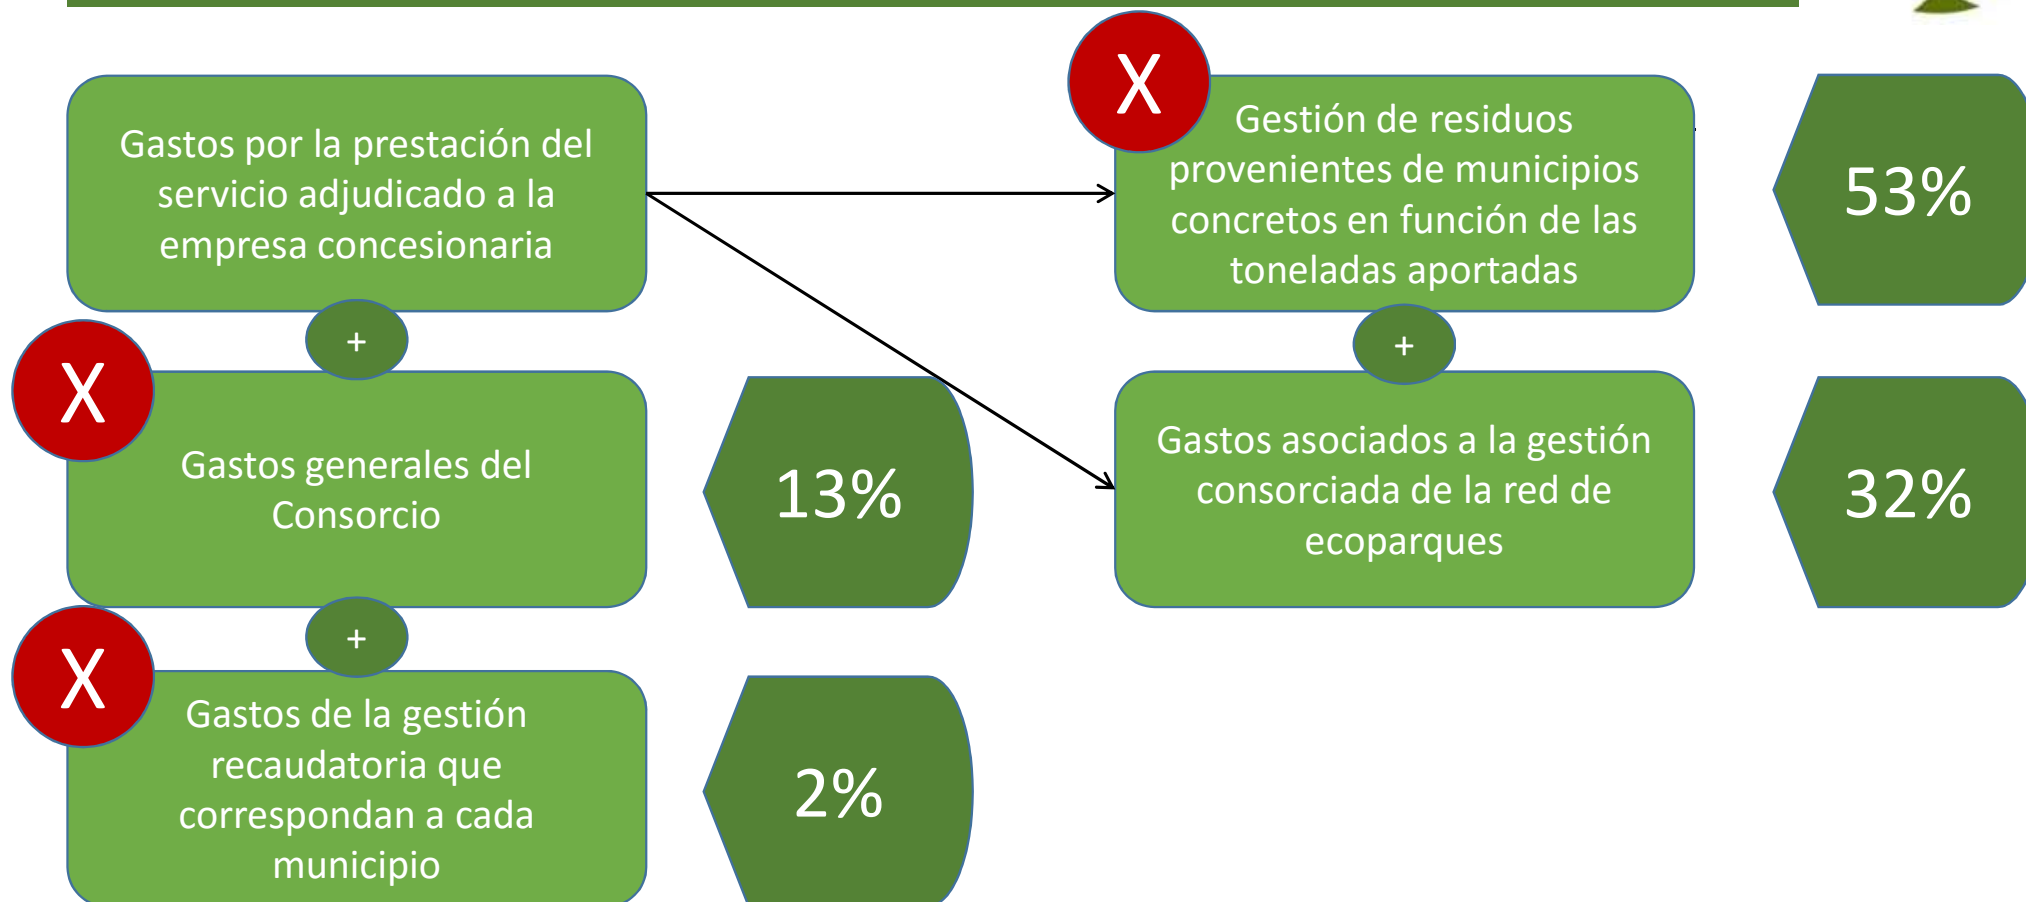 Gastos por la prestación del
servicio adjudicado a la
empresa concesionaria
+
X
Gastos generales del
Consorcio
13%
+
X
Gastos de la gestión
recaudatoria que
correspondan a cada
municipio
2%
X
Gestión de residuos
provenientes de municipios
concretos en función de las
toneladas aportadas
53%
+
Gastos asociados a la gestión
consorciada de la red de
ecoparques
32%